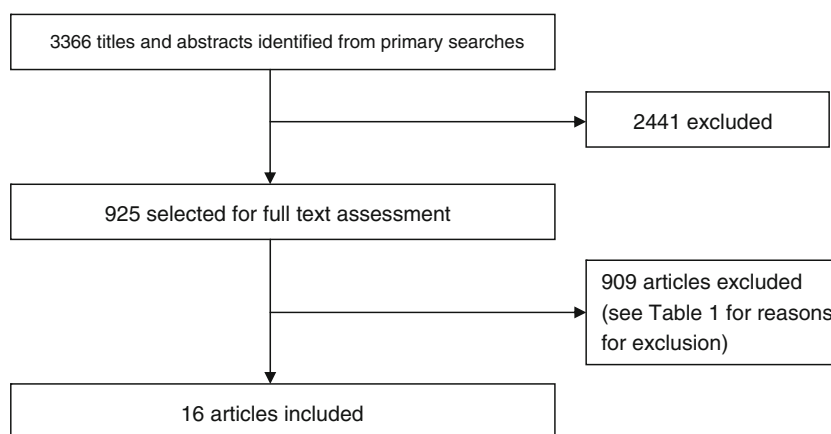 3366 titles and abstracts identified from primary searches
2441 excluded
925 selected for full text assessment
909 articles excluded
(see Table 1 for reasons
for exclusion)
16 articles included